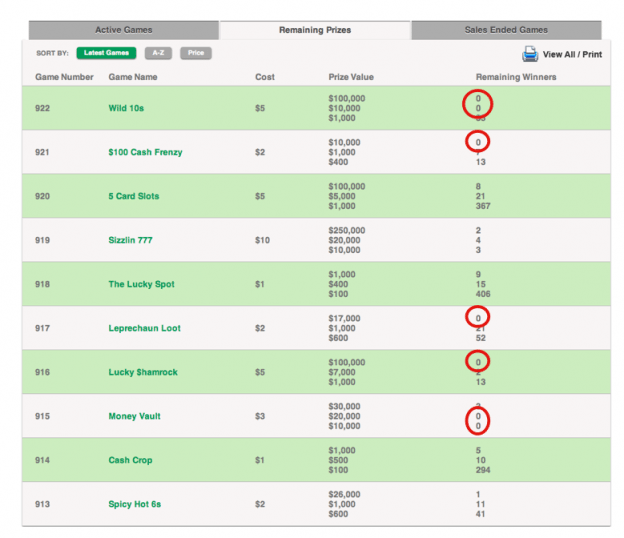 Active Games Remaining Prizes Sales Ended Games
SORT BY: Latest Games A-Z Price View All / Print
Game Number Game Name Cost Prize Value Remaining Winners
$100,000 0
922 Wild 10s $5 $10,000 0
$1,000
$10,000 0
921 $100 Cash Frenzy $2 $1,000
$400 13
$100,000 8
920 5 Card Slots $5 $5,000 21
$1,000 367
$250,000 2
919 Sizzlin 777 $10 $20,000 4
$10,000 3
$1,000 9
918 The Lucky Spot $1 $400 15
$100 406
$17,000 0
917 Leprechaun Loot $2 $1,000 21
$600 52
$100,000 0
916 Lucky $hamrock $5 $7,000 2
$1,000 13
$30,000
915 Money Vault $3 $20,000 0
$10,000 0
$1,000 5
914 Cash Crop $1 $500 10
$100 294
$26,000 1
913 Spicy Hot 6s $2 $1,000 11
$600 41